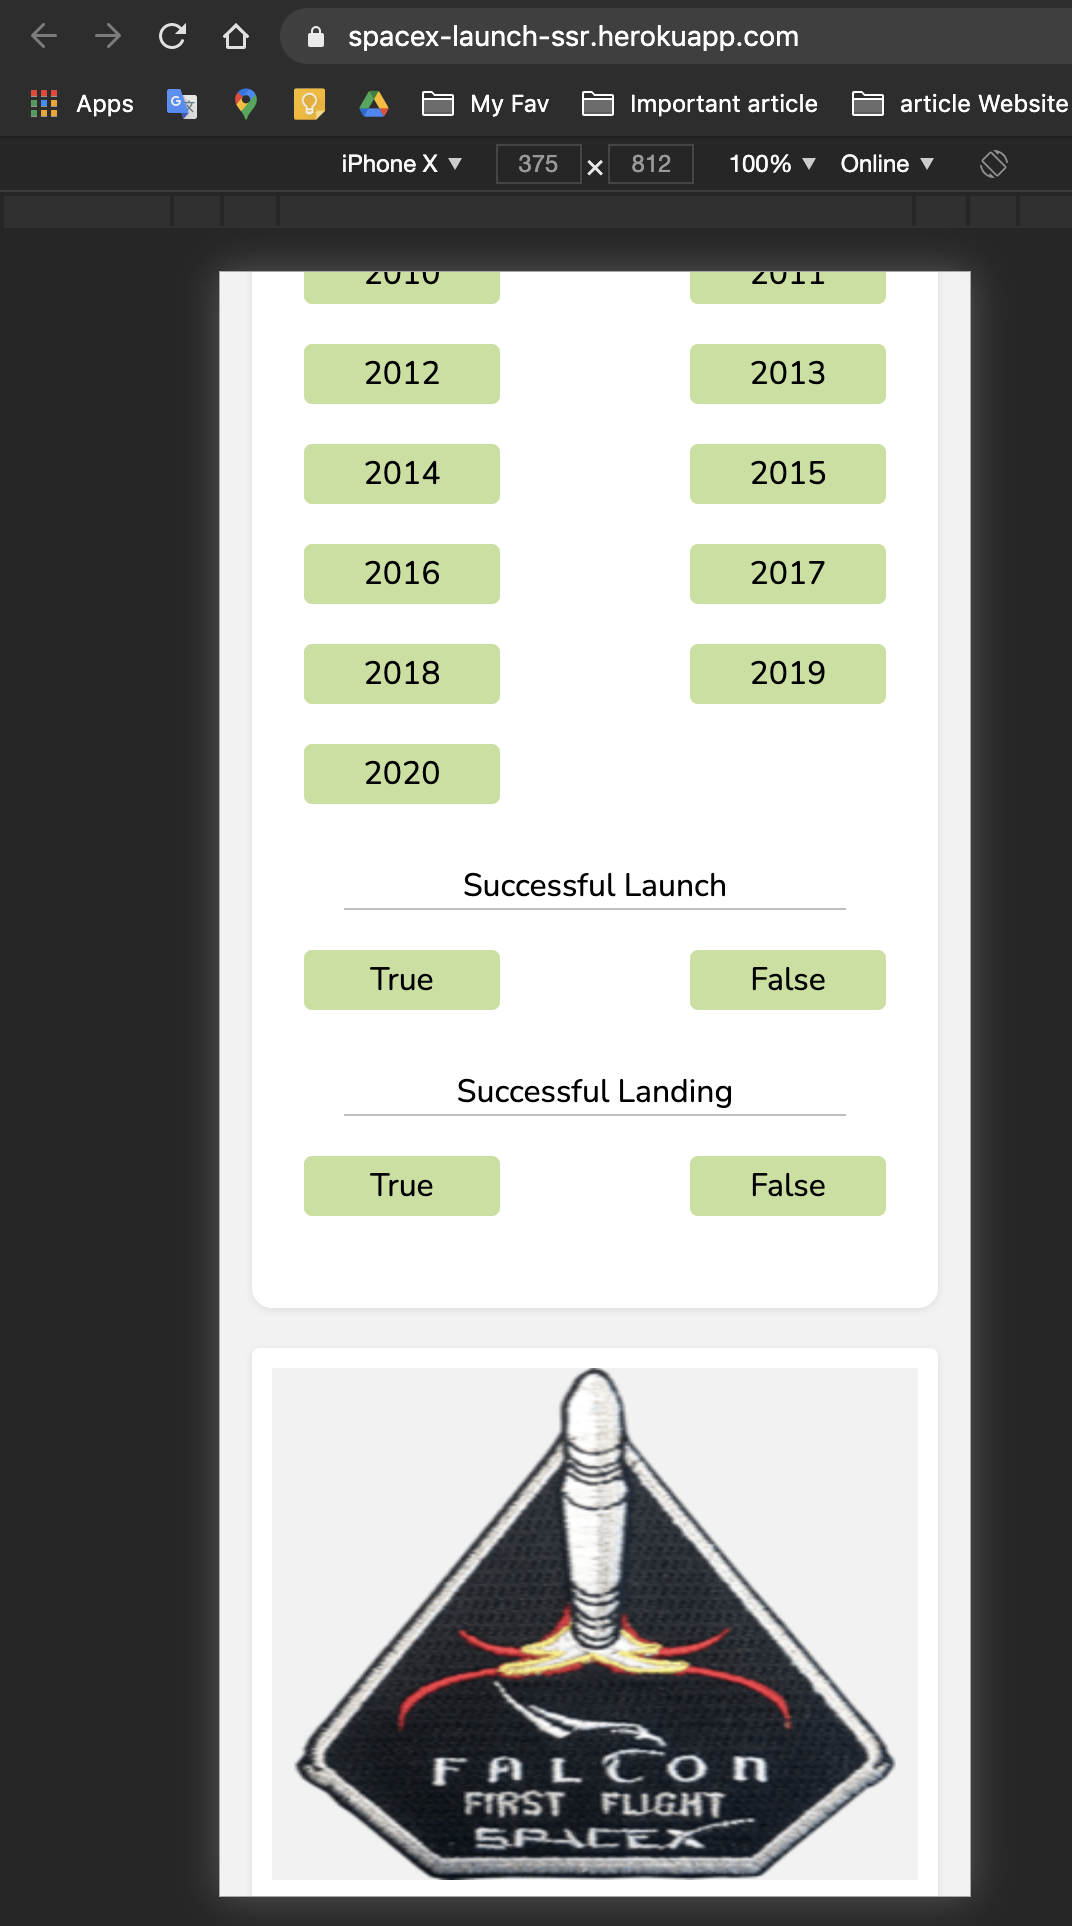 spacex-launch-ssr.herokuapp.com
Apps My Fav Important article article Website
iPhone X 375 × 812 100% Online
2010 2011
2012 2013
2014 2015
2016 2017
2018 2019
2020
Successful Launch
True False
Successful Landing
True False
FALCON
FIRST FLIGHT
SPACEX